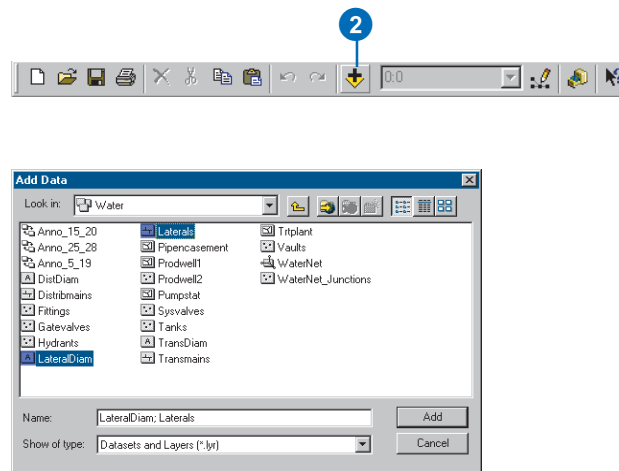 2
0:0
Add Data
Look in: Water
Anno_15_20
Anno_25_28
Anno_5_19
DistDiam
Distribmains
Fittings
Gatevalves
Hydrants
LateralDiam
Laterals
Pipencasement
Prodwell1
Prodwell2
Pumpstat
Sysvalves
Tanks
TransDiam
Transmains
Trtplant
Vaults
WaterNet
WaterNet_Junctions
Name: LateralDiam; Laterals Add
Show of type: Datasets and Layers (*.lyr) Cancel